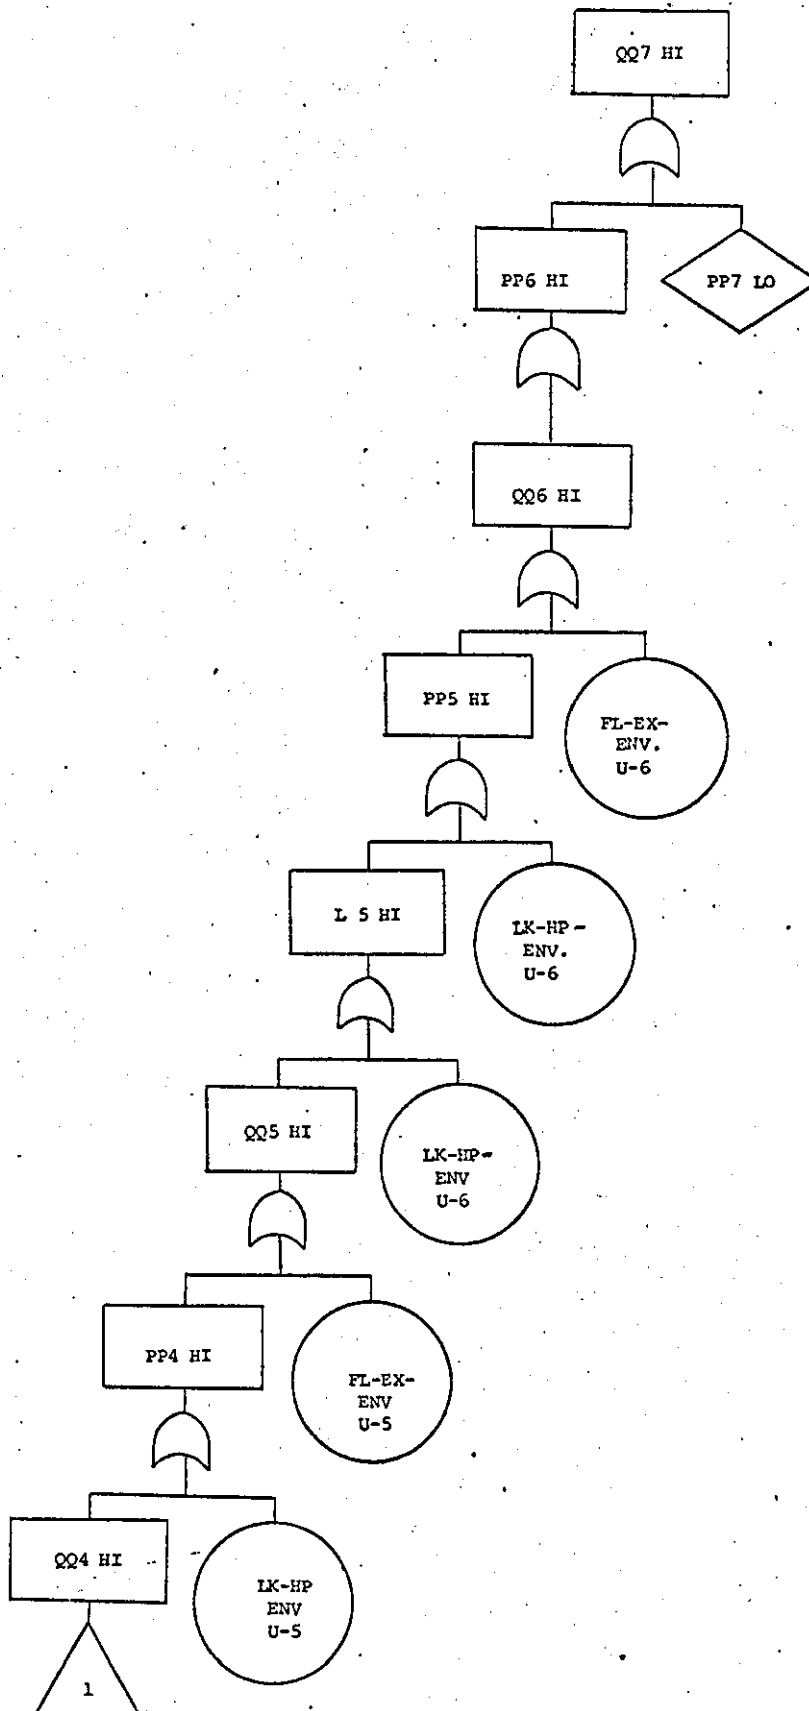 QQ7 HI
PP6 HI
PP7 LO
QQ6 HI
PP5 HI
FL-EX-
ENV.
U-6
L 5 HI
LK-HP-
ENV.
U-6
QQ5 HI
LK-HP-
ENV
U-6
PP4 HI
FL-EX-
ENV
U-5
QQ4 HI
LK-HP
ENV
U-5
1